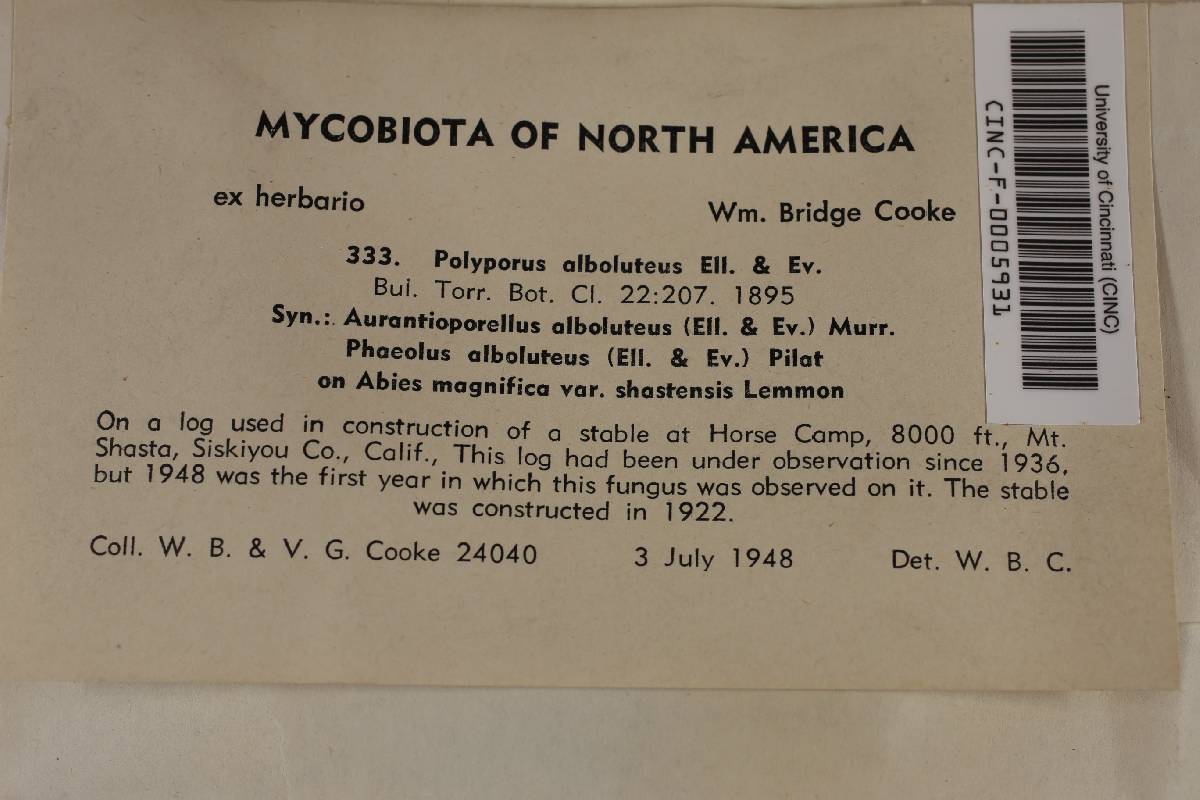 MYCOBIOTA OF NORTH AMERICA
ex herbario Wm. Bridge Cooke
333. Polyporus alboluteus Ell. & Ev.
Bul. Torr. Bot. Cl. 22:207. 1895
Syn.: Aurantioporellus alboluteus (Ell. & Ev.) Murr.
Phaeolus alboluteus (Ell. & Ev.) Pilat
on Abies magnifica var. shastensis Lemmon
On a log used in construction of a stable at Horse Camp, 8000 ft., Mt.
Shasta, Siskiyou Co., Calif., This log had been under observation since 1936,
but 1948 was the first year in which this fungus was observed on it. The stable
was constructed in 1922.
Coll. W. B. & V. G. Cooke 24040 3 July 1948 Det. W. B. C.
University of Cincinnati (CINC)
CINC-F-0005931